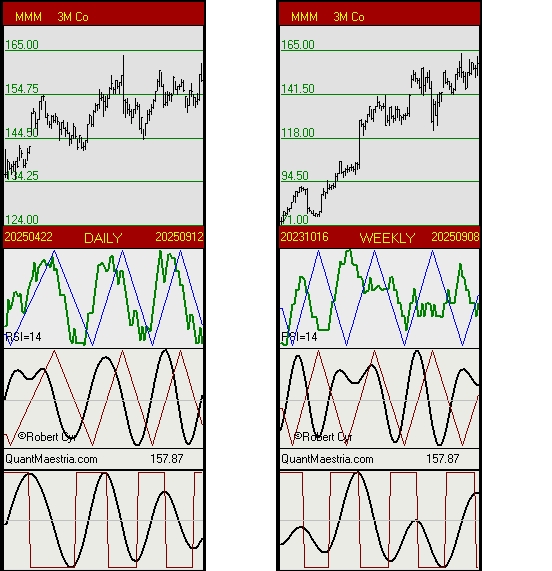 MMM 3M Co
165.00
154.75
144.50
134.25
124.00
20250422 DAILY 20250912
RSI=14
©Robert Cyr
QuantMaestria.com 157.87
MMM 3M Co
165.00
141.50
118.00
94.50
71.00
20231016 WEEKLY 20250908
RSI=14
©Robert Cyr
QuantMaestria.com 157.87